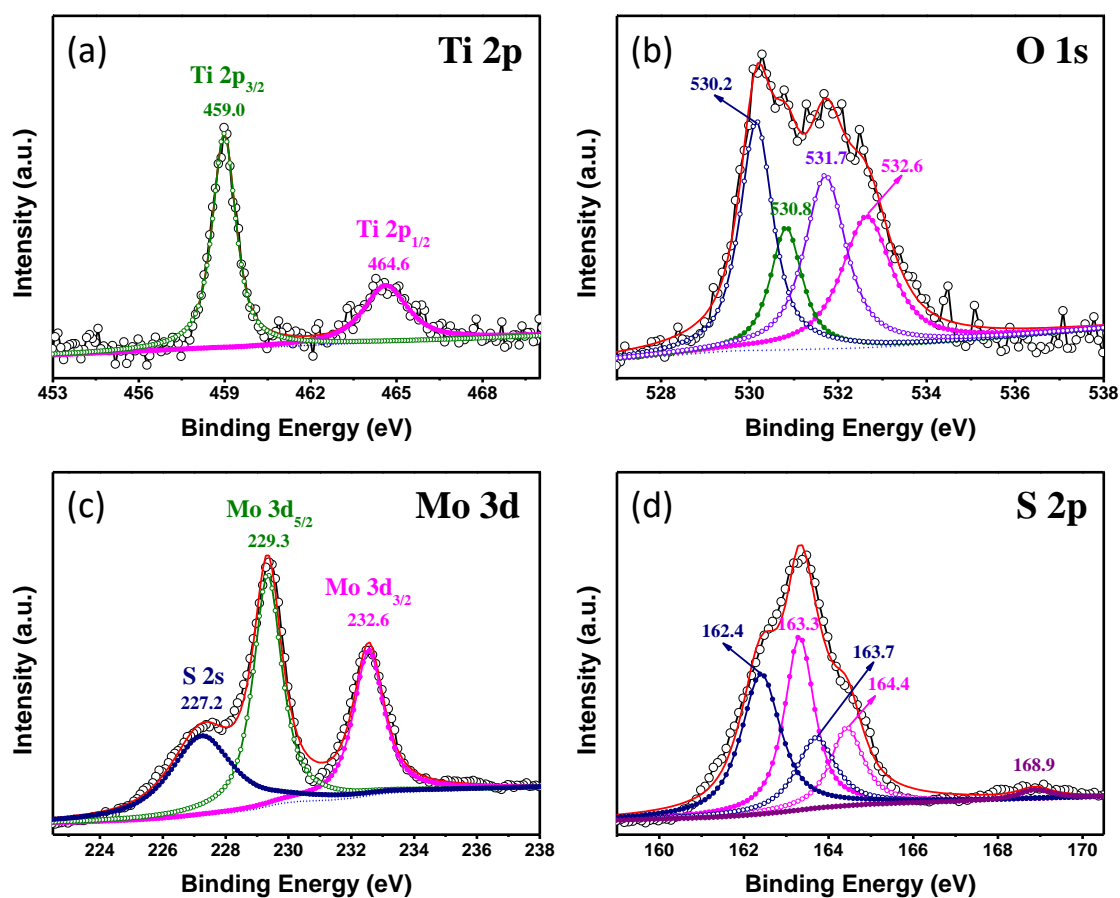 (a)
Ti 2p
Ti 2p3/2
459.0
Ti 2p1/2
464.6
Intensity (a.u.)
453 456 459 462 465 468
Binding Energy (eV)
(b)
O 1s
530.2
530.8
531.7
532.6
Intensity (a.u.)
528 530 532 534 536 538
Binding Energy (eV)
(c)
Mo 3d
Mo 3d5/2
229.3
Mo 3d3/2
232.6
S 2s
227.2
Intensity (a.u.)
224 226 228 230 232 234 236 238
Binding Energy (eV)
(d)
S 2p
162.4
163.3
163.7
164.4
168.9
Intensity (a.u.)
160 162 164 166 168 170
Binding Energy (eV)